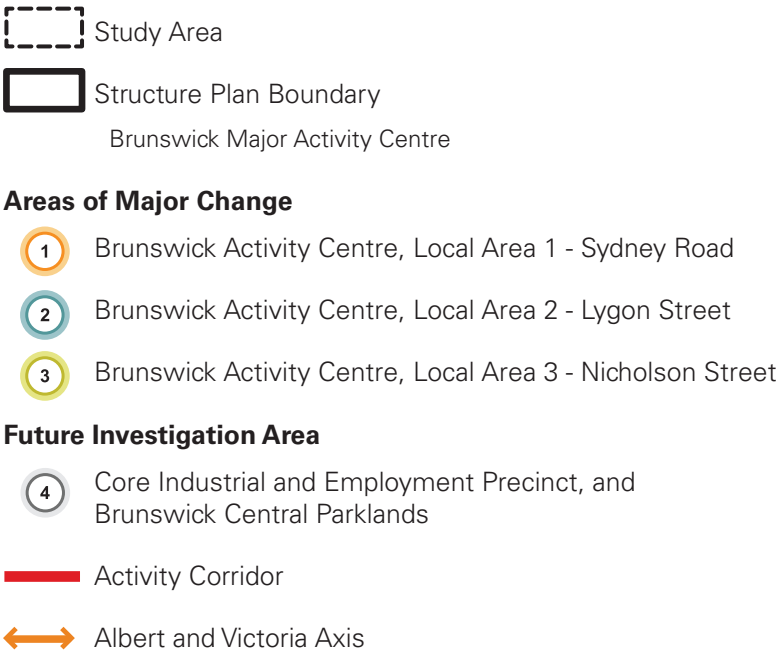 Study Area
Structure Plan Boundary
Brunswick Major Activity Centre
Areas of Major Change
1 Brunswick Activity Centre, Local Area 1 - Sydney Road
2 Brunswick Activity Centre, Local Area 2 - Lygon Street
3 Brunswick Activity Centre, Local Area 3 - Nicholson Street
Future Investigation Area
4 Core Industrial and Employment Precinct, and
Brunswick Central Parklands
Activity Corridor
Albert and Victoria Axis